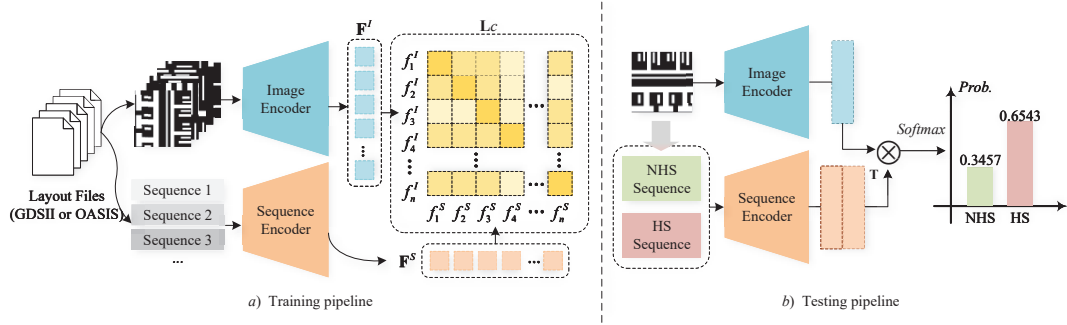 Layout Files
(GDSII or OASIS)
Image
Encoder
Sequence 1
Sequence 2
Sequence 3
...
Sequence
Encoder
F^I
Lc
f_1^I
f_2^I
f_3^I
f_4^I
f_n^I
f_1^S f_2^S f_3^S f_4^S ··· f_n^S
F^S
a) Training pipeline
Image
Encoder
NHS
Sequence
HS
Sequence
Sequence
Encoder
T
Softmax
Prob.
0.6543
0.3457
NHS HS
b) Testing pipeline